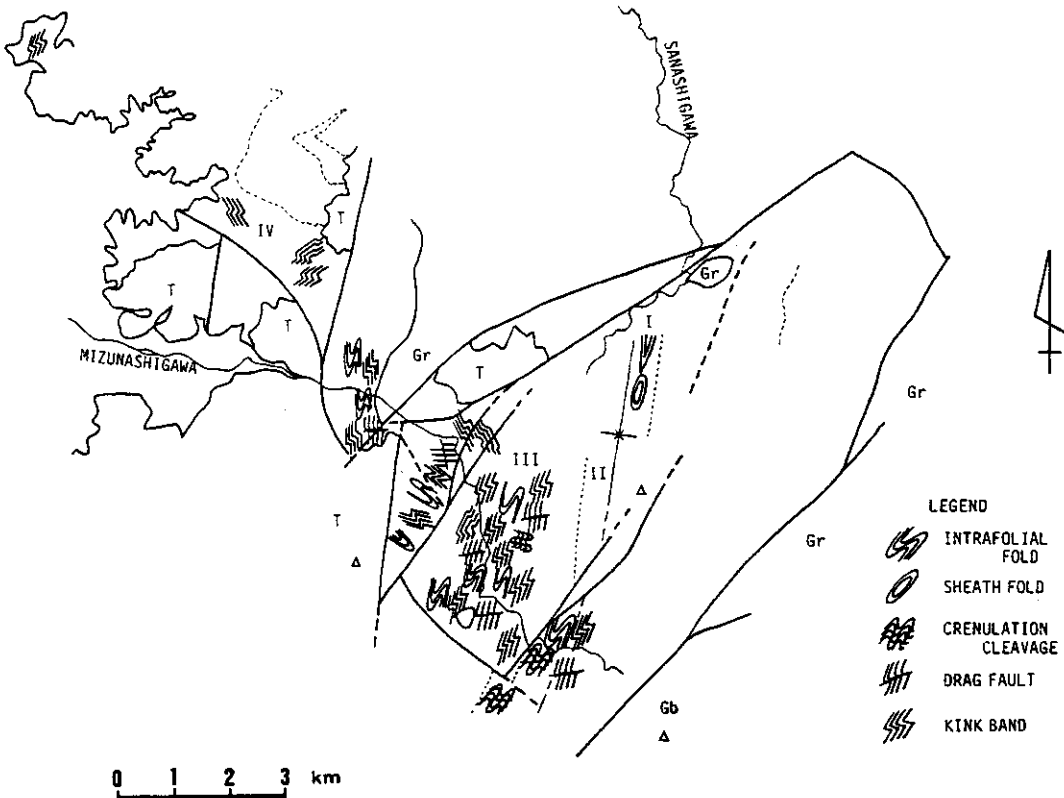 SANASHIGAWA
T
IV
Gr
T
I
T
Gr
T
MIZUNASHIGAWA
Gr
III
II
T
Gr
Gb
LEGEND
INTRAFOLIAL
FOLD
SHEATH FOLD
CRENULATION
CLEAVAGE
DRAG FAULT
KINK BAND
0 1 2 3 km